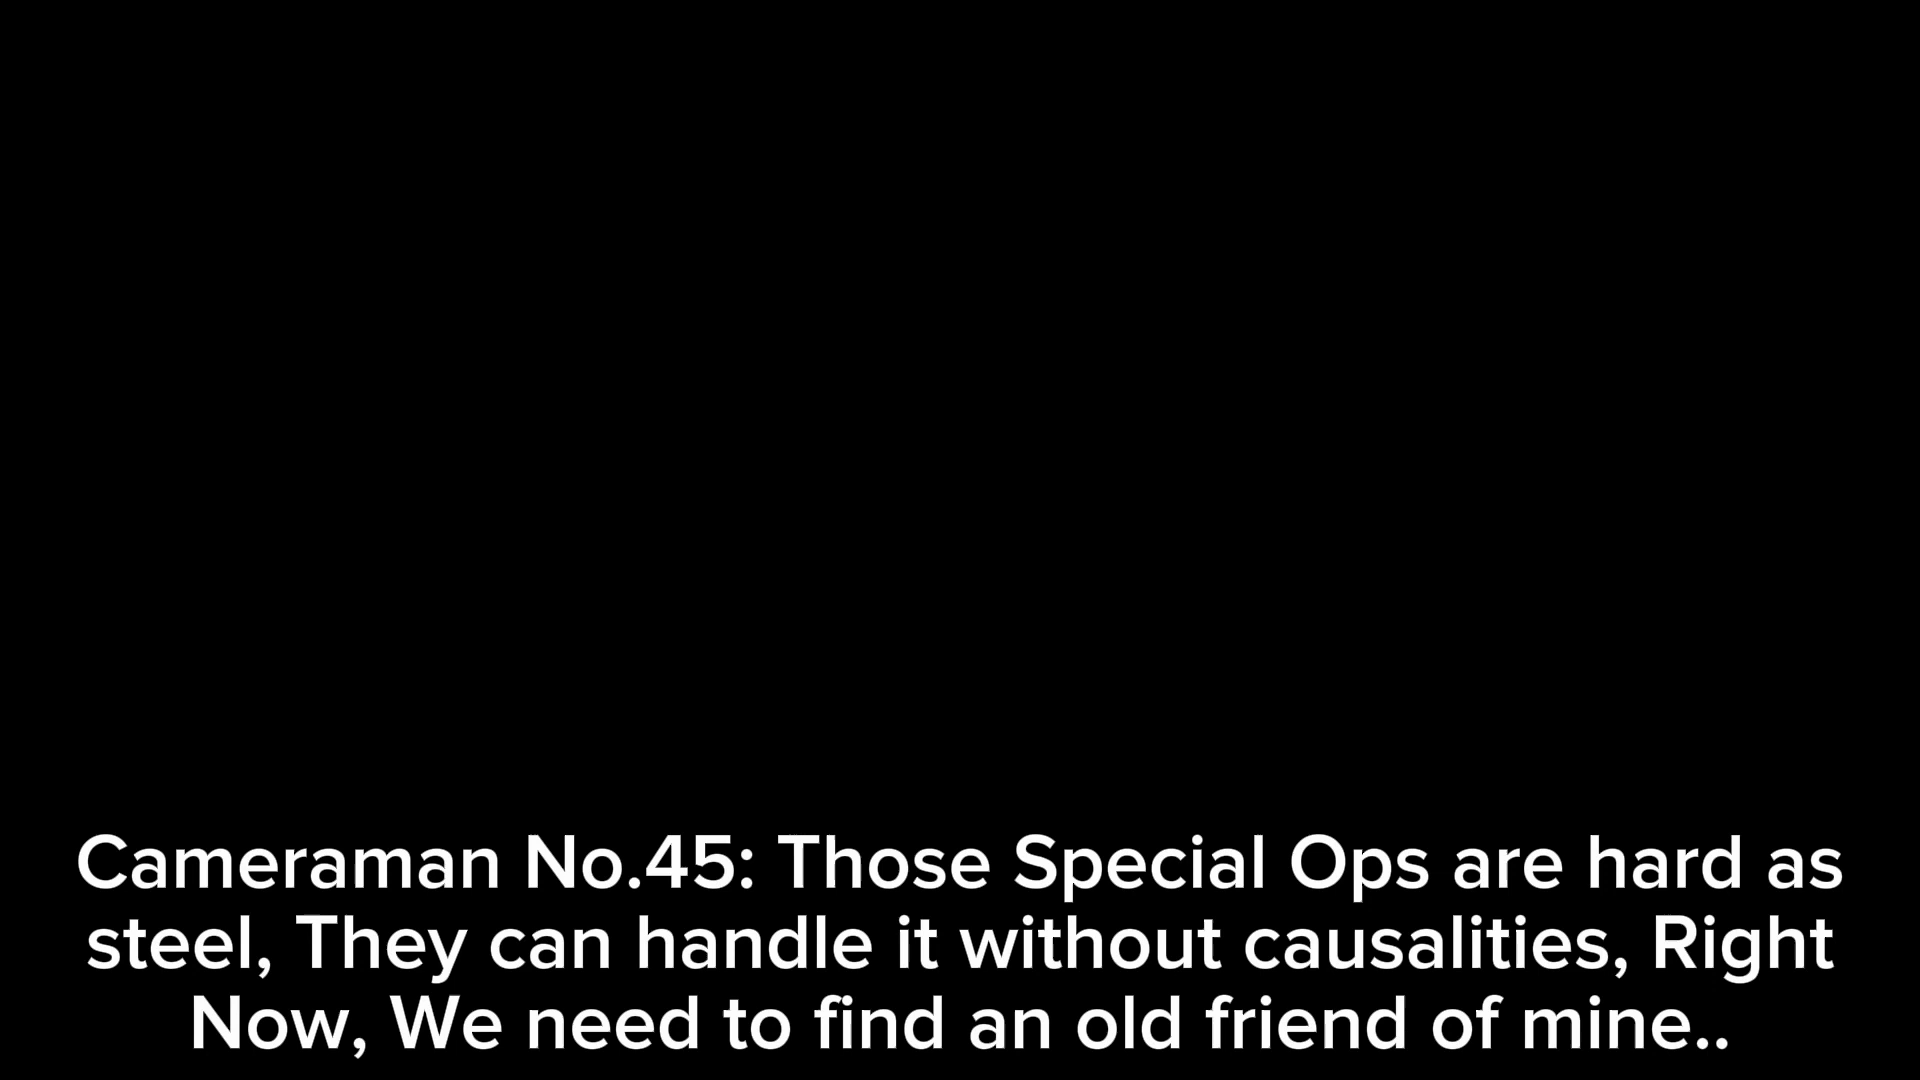 Cameraman No.45: Those Special Ops are hard as
steel, They can handle it without causalities, Right
Now, We need to find an old friend of mine..